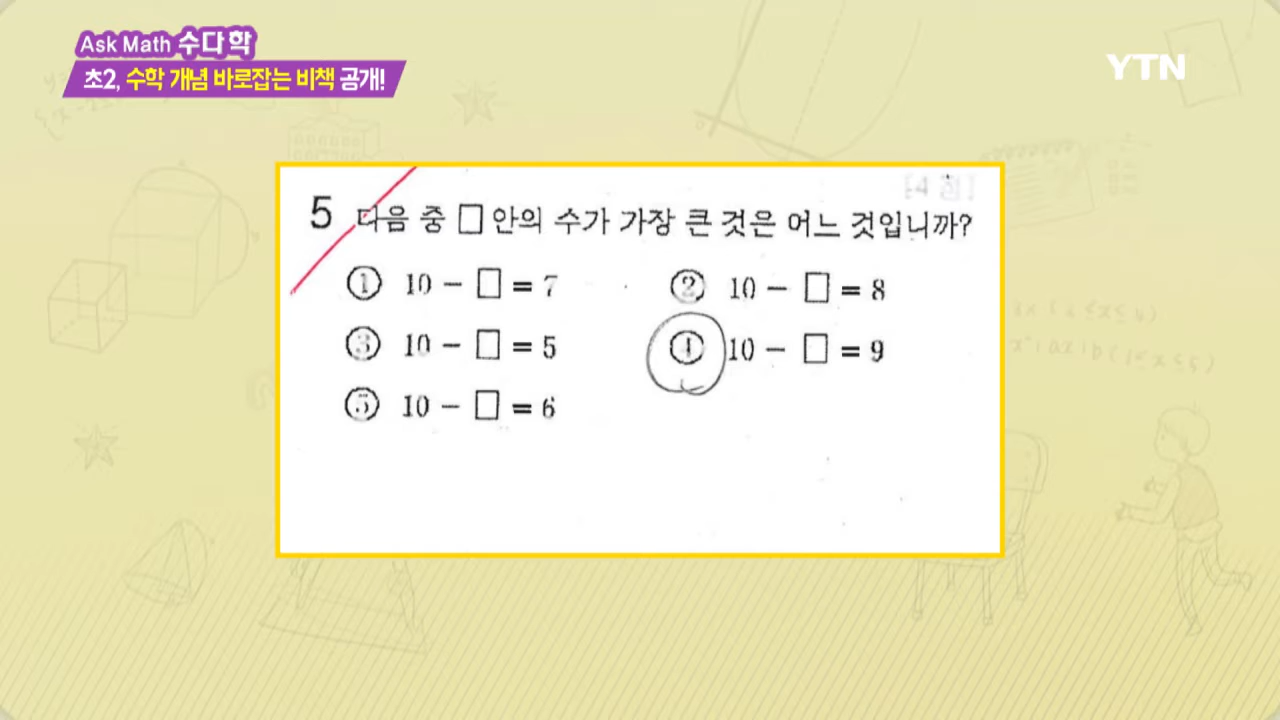 Ask Math 수다학
초2, 수학 개념 바로잡는 비책 공개!
YTN
5 다음 중 □ 안의 수가 가장 큰 것은 어느 것입니까?
① 10 － □ = 7 ② 10 － □ = 8
③ 10 － □ = 5 ④ 10 － □ = 9
⑤ 10 － □ = 6